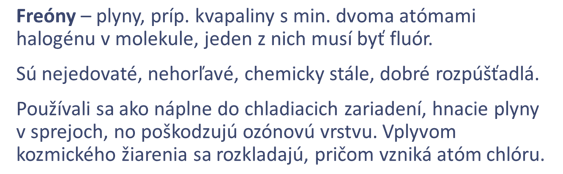 Freóny – plyny, príp. kvapaliny s min. dvoma atómami
halogénu v molekule, jeden z nich musí byť fluór.
Sú nejedovaté, nehorľavé, chemicky stále, dobré rozpúšťadlá.
Používali sa ako náplne do chladiacich zariadení, hnacie plyny
v sprejoch, no poškodzujú ozónovú vrstvu. Vplyvom
kozmického žiarenia sa rozkladajú, pričom vzniká atóm chlóru.